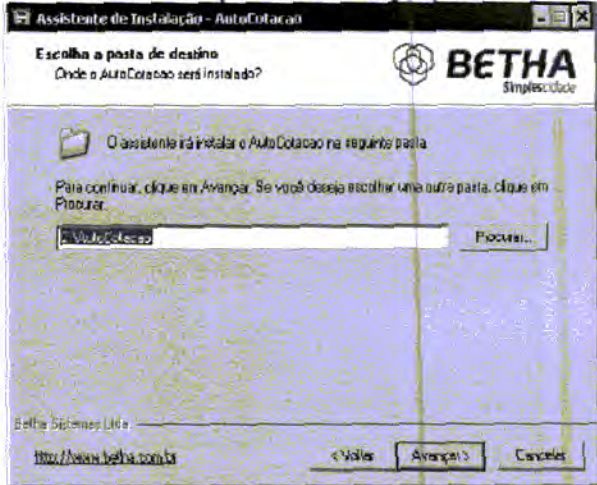 Assistente de Instalação - AutoCotacao
Escolha a pasta de destino
Onde o AutoCotacao será instalado?
BETHA
Simplescidade
O assistente irá instalar o AutoCotacao na seguinte pasta
Para continuar, clique em Avançar. Se você deseja escolher uma outra pasta, clique em
Procurar.
C:\AutoCotacao
Procurar...
Betha Sistemas Ltda
http://www.betha.com.br
< Voltar
Avançar >
Cancelar